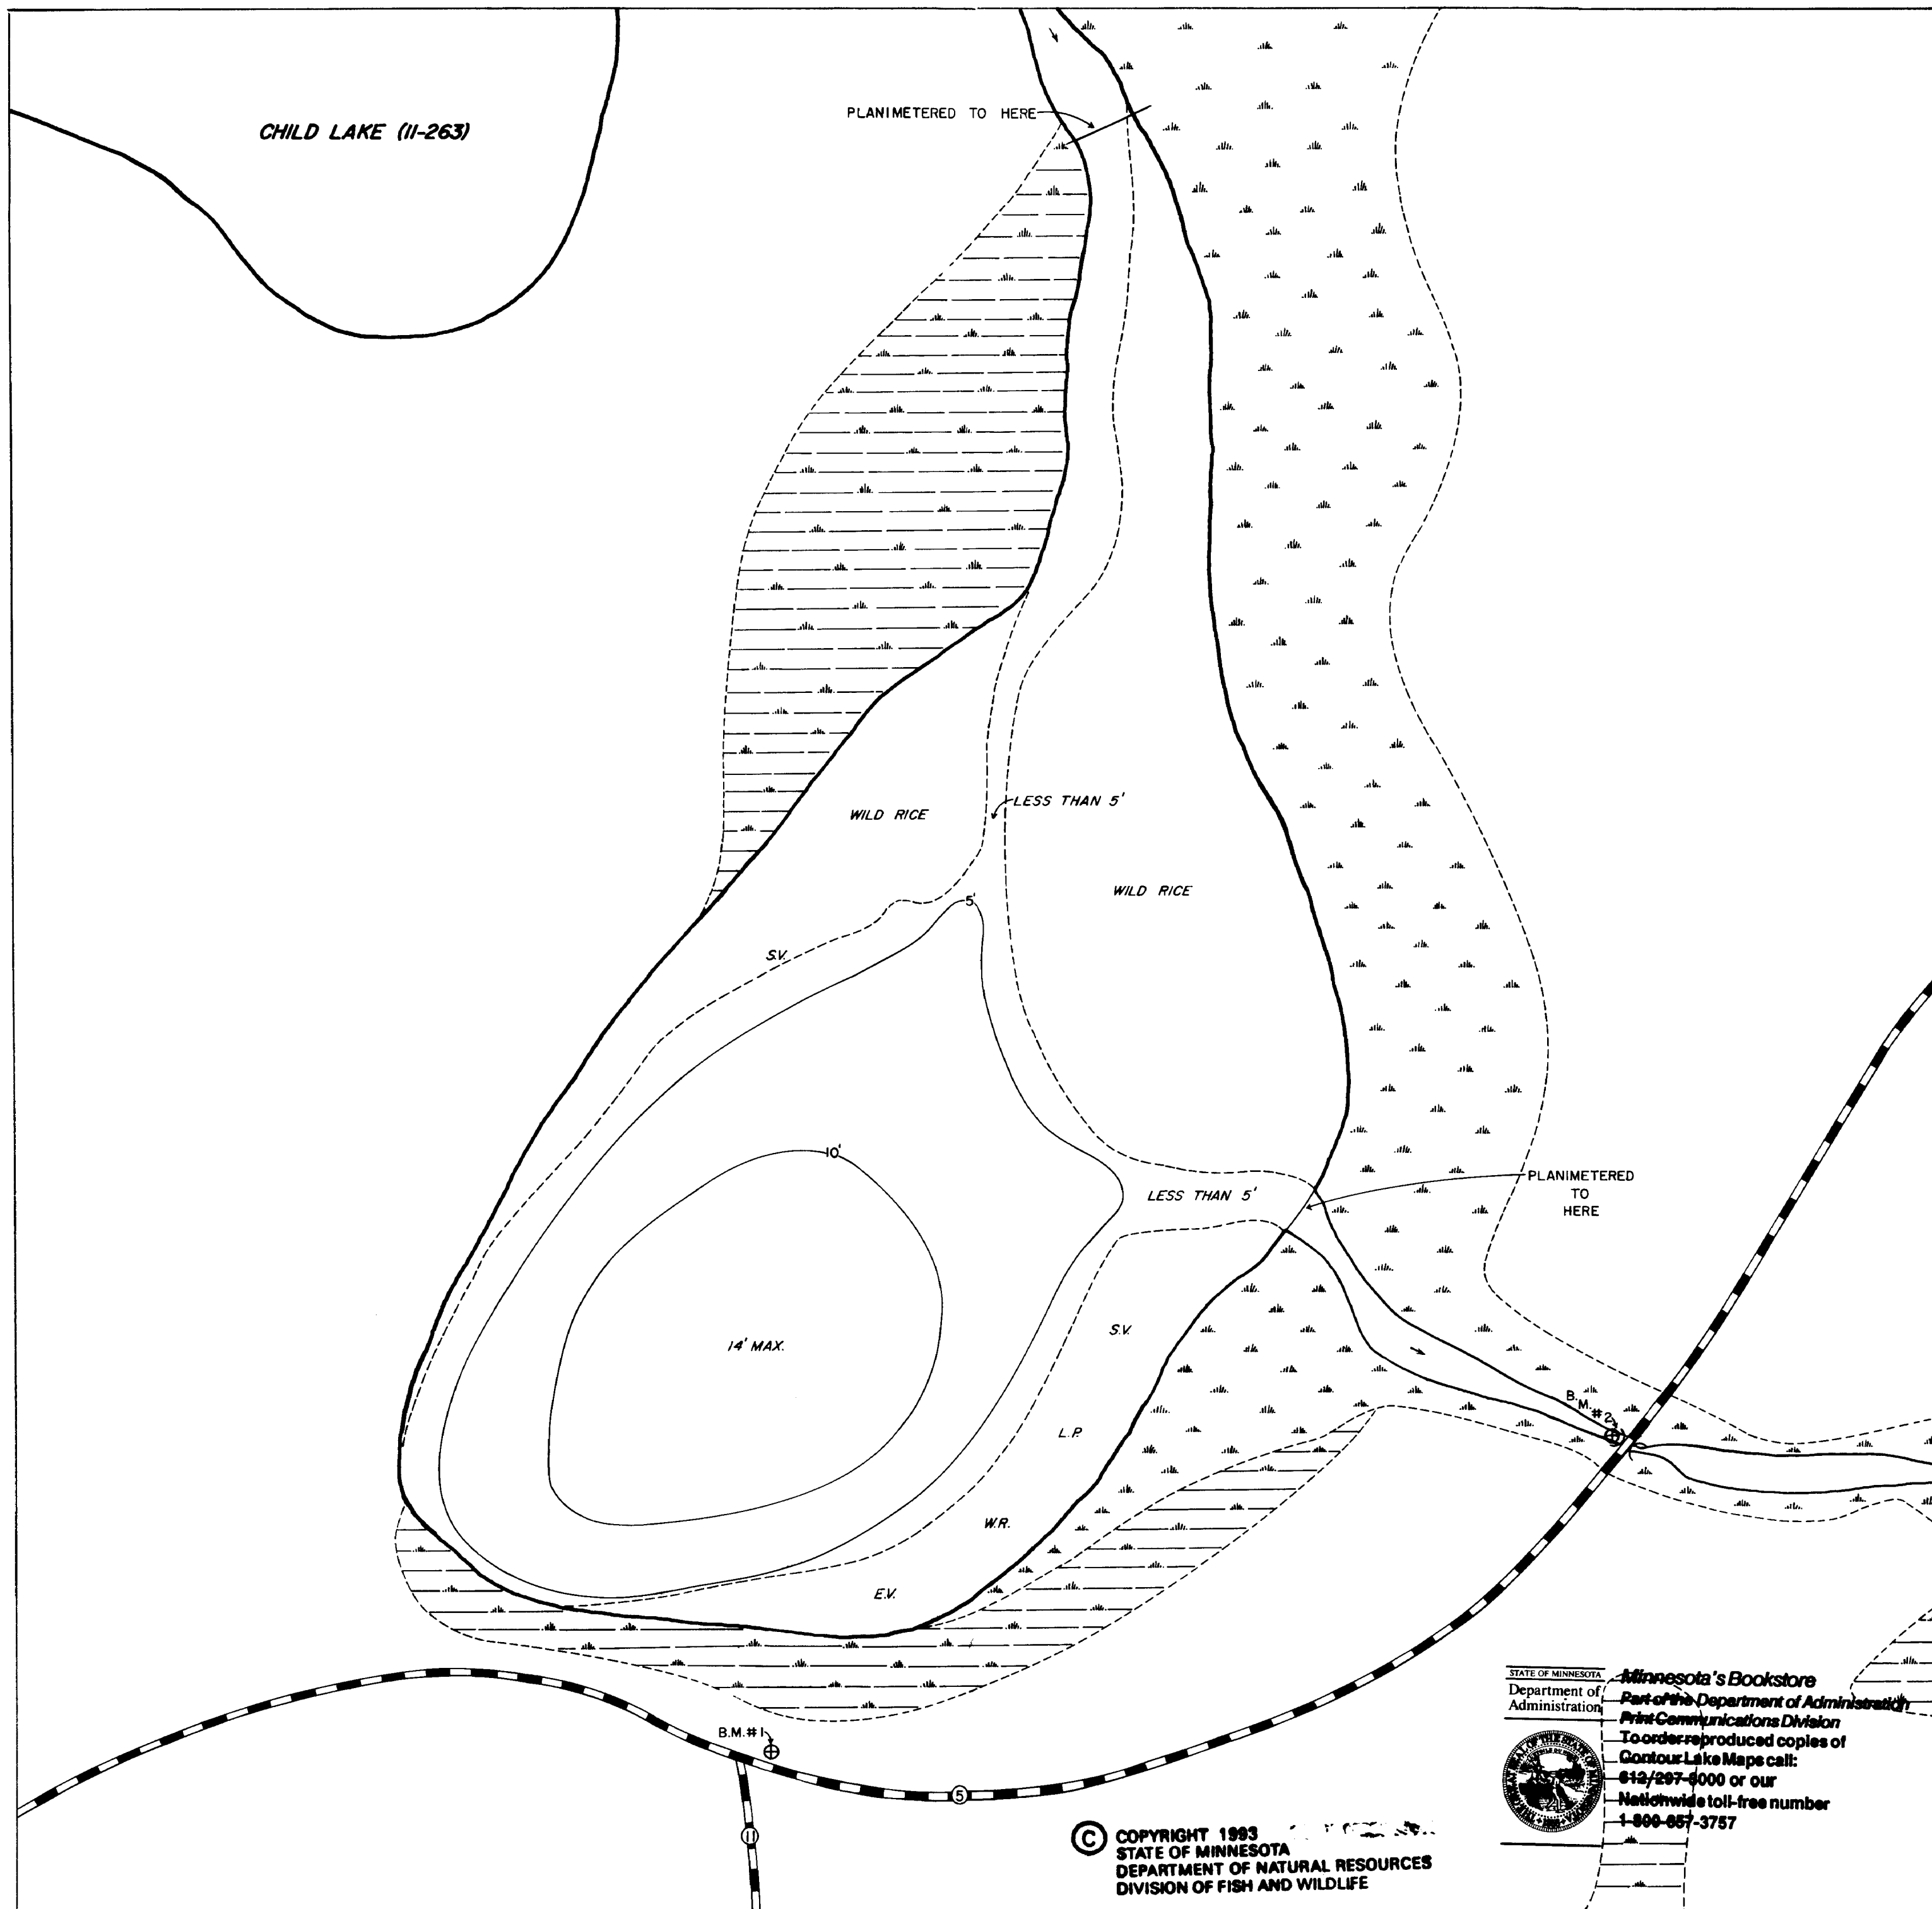 CHILD LAKE (11-263)
PLANIMETERED TO HERE
WILD RICE
LESS THAN 5'
WILD RICE
5'
S.V.
10'
LESS THAN 5'
PLANIMETERED
TO
HERE
14' MAX.
S.V.
L.P.
B.M. #2
W.R.
E.V.
B.M.#1
5
11
STATE OF MINNESOTA
Department of
Administration
Minnesota's Bookstore
Part of the Department of Administration
Print Communications Division
To order reproduced copies of
Contour Lake Maps call:
612/297-3000 or our
Nationwide toll-free number
1-800-657-3757
C COPYRIGHT 1993
STATE OF MINNESOTA
DEPARTMENT OF NATURAL RESOURCES
DIVISION OF FISH AND WILDLIFE